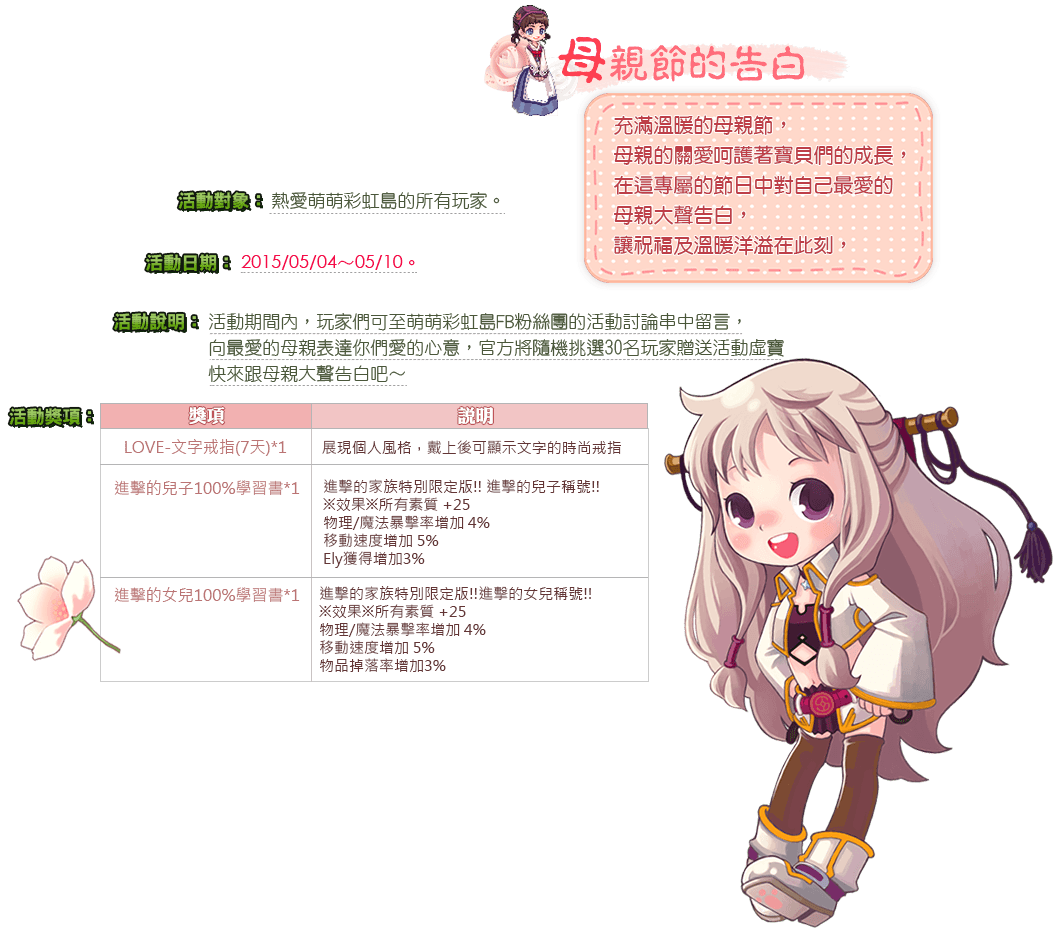 母親節的告白
充滿溫暖的母親節，
母親的關愛呵護著寶貝們的成長，
在這專屬的節日中對自己最愛的
母親大聲告白，
讓祝福及溫暖洋溢在此刻，
活動對象： 熱愛萌萌彩虹島的所有玩家。
活動日期： 2015/05/04～05/10。
活動說明： 活動期間內，玩家們可至萌萌彩虹島FB粉絲團的活動討論串中留言，
向最愛的母親表達你們愛的心意，官方將隨機挑選30名玩家贈送活動虛寶
快來跟母親大聲告白吧～
活動獎項：
獎項 說明
LOVE-文字戒指(7天)*1 展現個人風格，戴上後可顯示文字的時尚戒指
進擊的兒子100%學習書*1 進擊的家族特別限定版!! 進擊的兒子稱號!!
※效果※所有素質 +25
物理/魔法暴擊率增加 4%
移動速度增加 5%
Ely獲得增加3%
進擊的女兒100%學習書*1 進擊的家族特別限定版!!進擊的女兒稱號!!
※效果※所有素質 +25
物理/魔法暴擊率增加 4%
移動速度增加 5%
物品掉落率增加3%